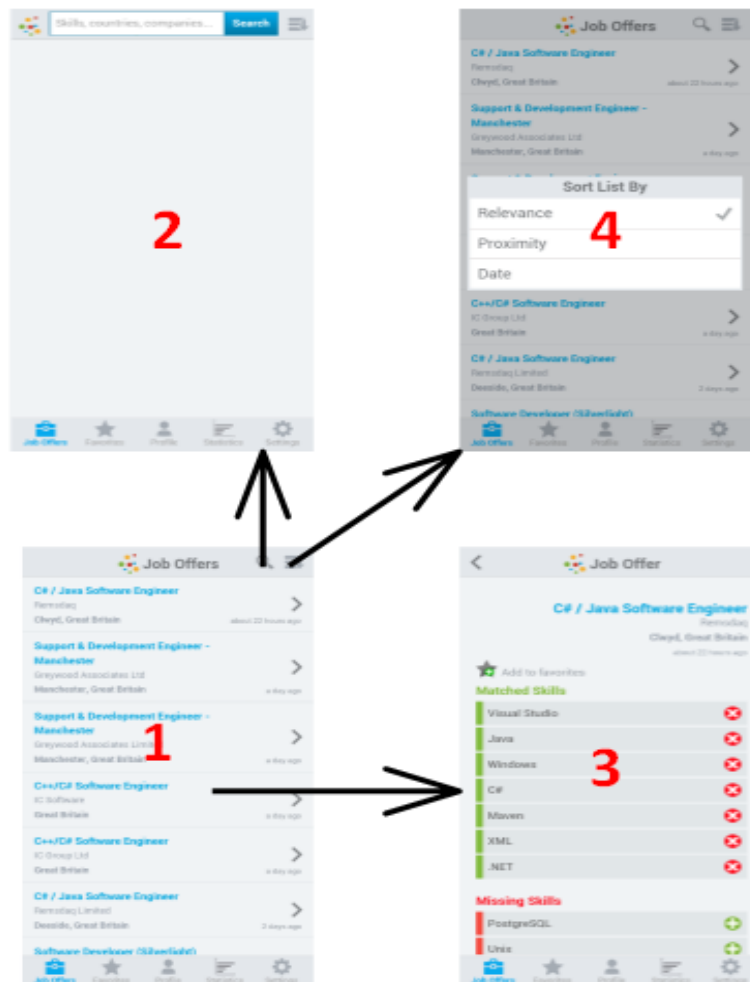 Skills, countries, companies...
Search
2
Job Offers
Favorites
Profile
Statistics
Settings
Job Offers
C# / Java Software Engineer
Remodaq
Clwyd, Great Britain
about 22 hours ago
Support & Development Engineer -
Manchester
Greywood Associates Ltd
Manchester, Great Britain
a day ago
Sort List By
Relevance
Proximity
Date
4
C++/C# Software Engineer
IC Group Ltd
Great Britain
a day ago
C# / Java Software Engineer
Remodaq Limited
Deeside, Great Britain
2 days ago
Software Developer (Silverlight)
Job Offers
Favorites
Profile
Statistics
Settings
Job Offers
C# / Java Software Engineer
Remodaq
Clwyd, Great Britain
about 22 hours ago
Support & Development Engineer -
Manchester
Greywood Associates Ltd
Manchester, Great Britain
a day ago
Support & Development Engineer -
Manchester
Greywood Associates Limited
Manchester, Great Britain
a day ago
1
C++/C# Software Engineer
IC Software
Great Britain
a day ago
C++/C# Software Engineer
IC Group Ltd
Great Britain
a day ago
C# / Java Software Engineer
Remodaq Limited
Deeside, Great Britain
2 days ago
Software Developer (Silverlight)
Job Offers
Favorites
Profile
Statistics
Settings
Job Offer
C# / Java Software Engineer
Remodaq
Clwyd, Great Britain
about 22 hours ago
Add to favorites
Matched Skills
Visual Studio
Java
Windows
3
C#
Maven
XML
.NET
Missing Skills
PostgreSQL
Unix
Job Offers
Favorites
Profile
Statistics
Settings